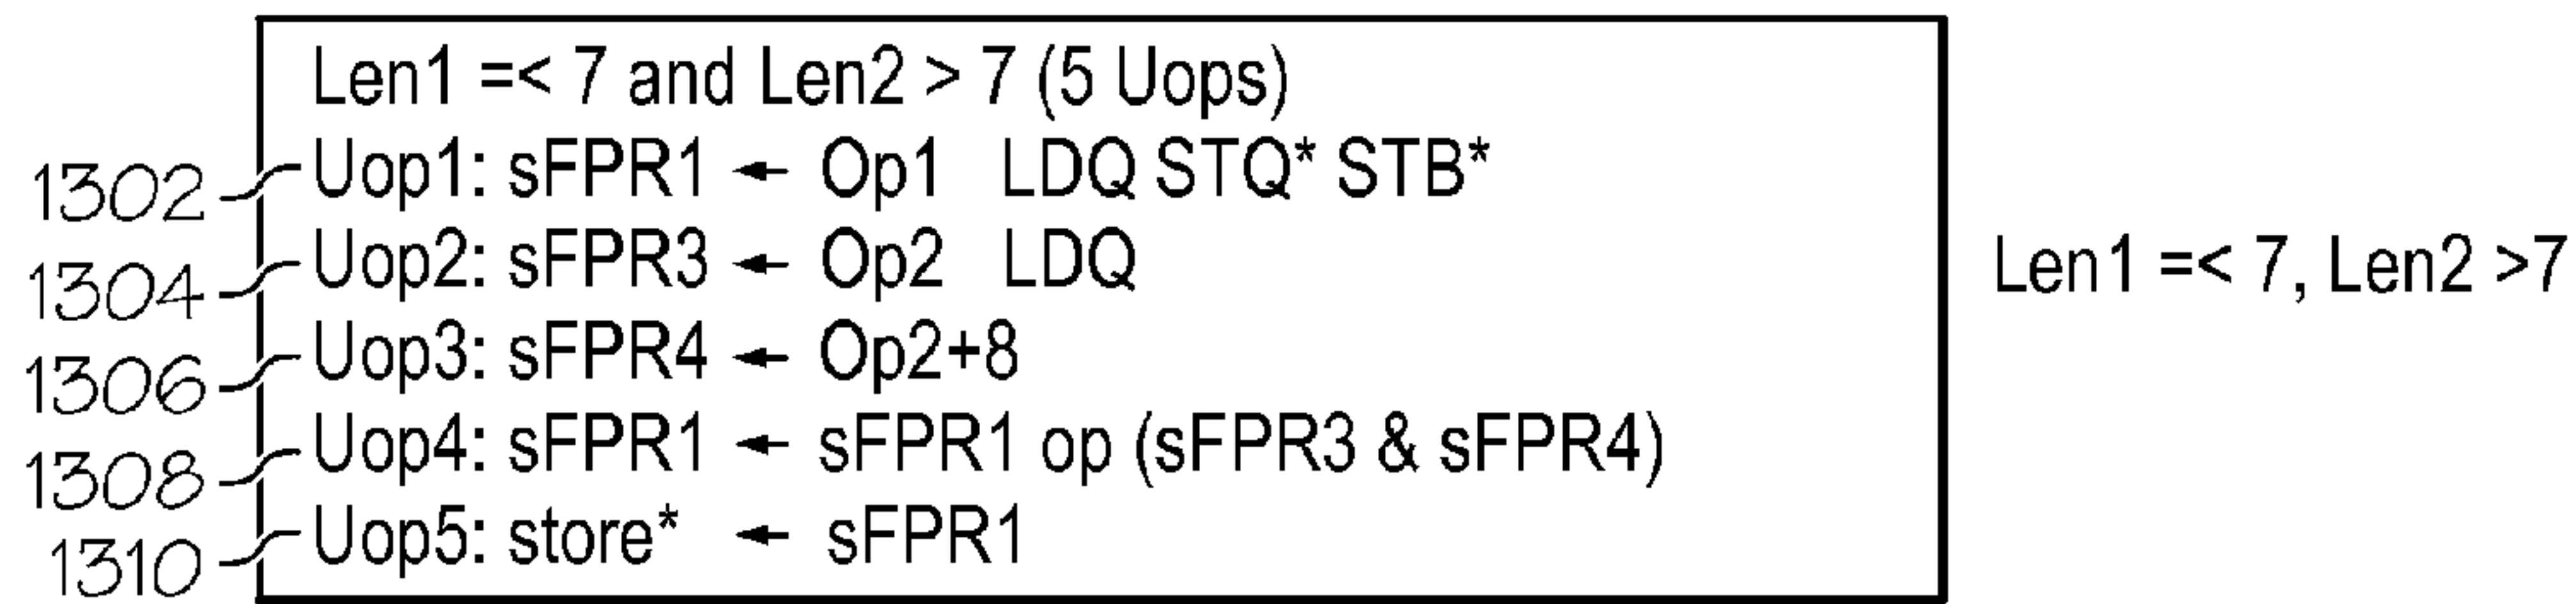 Len1 =< 7 and Len2 > 7 (5 Uops)
1302 Uop1: sFPR1 ← Op1 LDQ STQ* STB*
1304 Uop2: sFPR3 ← Op2 LDQ
Len1 =< 7, Len2 >7
1306 Uop3: sFPR4 ← Op2+8
1308 Uop4: sFPR1 ← sFPR1 op (sFPR3 & sFPR4)
1310 Uop5: store* ← sFPR1